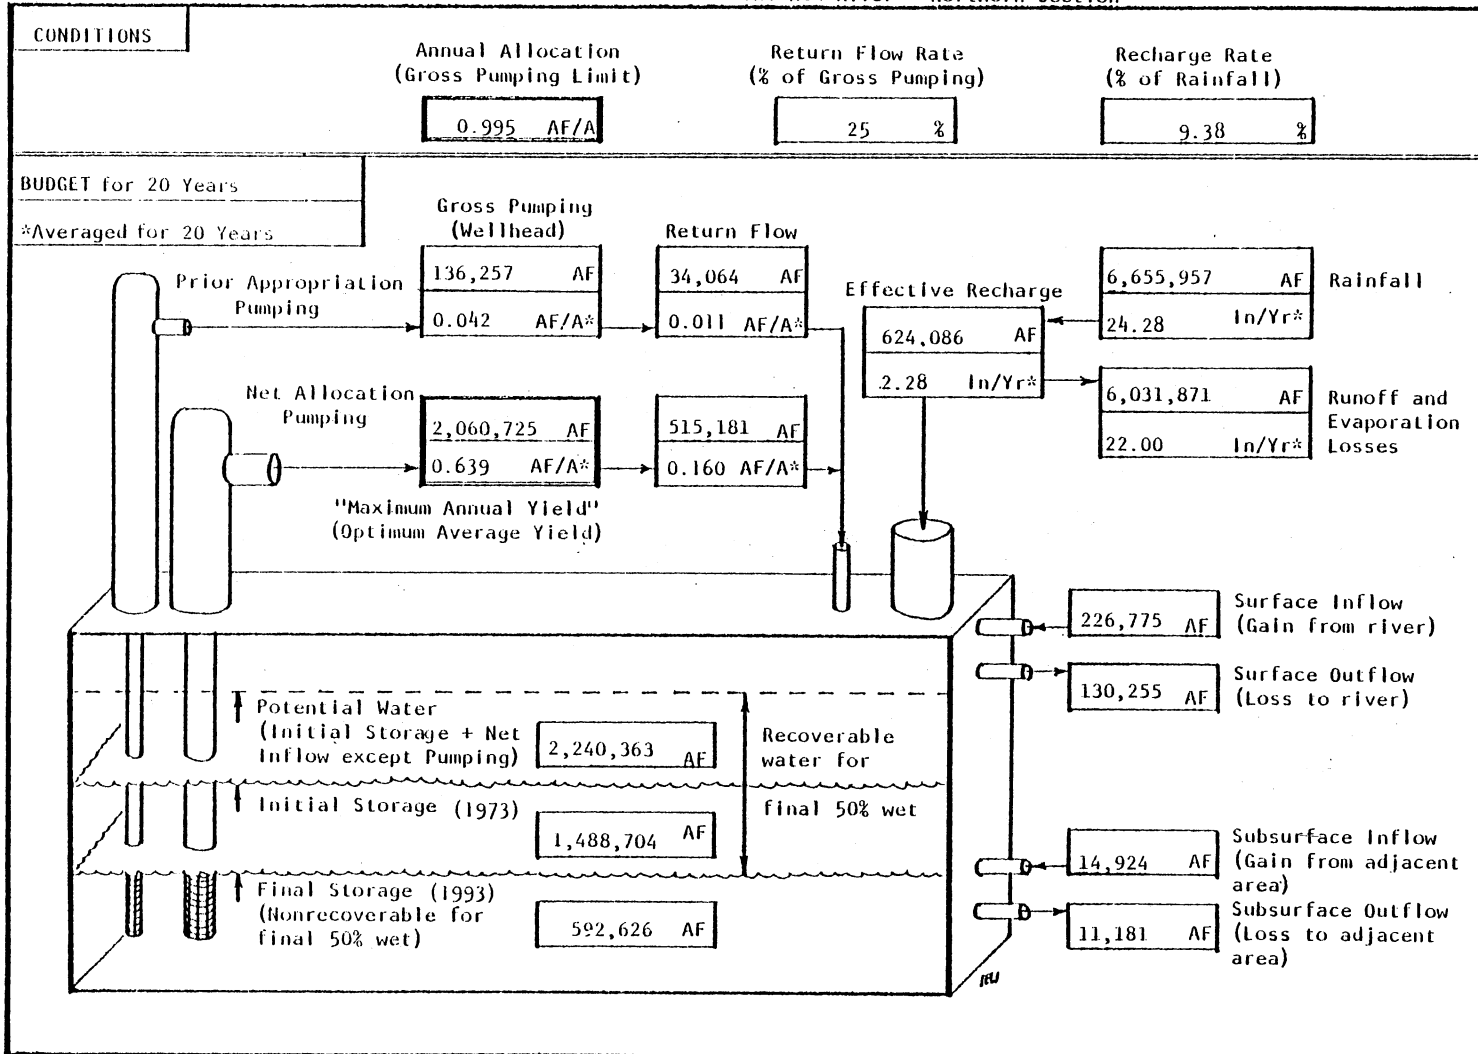 CONDITIONS
Annual Allocation
(Gross Pumping Limit)
0.995 AF/A
Return Flow Rate
(% of Gross Pumping)
25 %
Recharge Rate
(% of Rainfall)
9.38 %
BUDGET for 20 Years
*Averaged for 20 Years
Gross Pumping
(Wellhead)
Return Flow
Prior Appropriation
Pumping
136,257 AF
0.042 AF/A*
34,064 AF
0.011 AF/A*
Effective Recharge
624,086 AF
2.28 In/Yr*
6,655,957 AF
24.28 In/Yr*
Rainfall
6,031,871 AF
22.00 In/Yr*
Runoff and
Evaporation
Losses
Net Allocation
Pumping
2,060,725 AF
0.639 AF/A*
515,181 AF
0.160 AF/A*
"Maximum Annual Yield"
(Optimum Average Yield)
226,775 AF
Surface Inflow
(Gain from river)
130,255 AF
Surface Outflow
(Loss to river)
Potential Water
(Initial Storage + Net
Inflow except Pumping)
2,240,363 AF
Recoverable
water for
final 50% wet
Initial Storage (1973)
1,488,704 AF
Final Storage (1993)
(Nonrecoverable for
final 50% wet)
592,626 AF
14,924 AF
Subsurface Inflow
(Gain from adjacent
area)
11,181 AF
Subsurface Outflow
(Loss to adjacent
area)